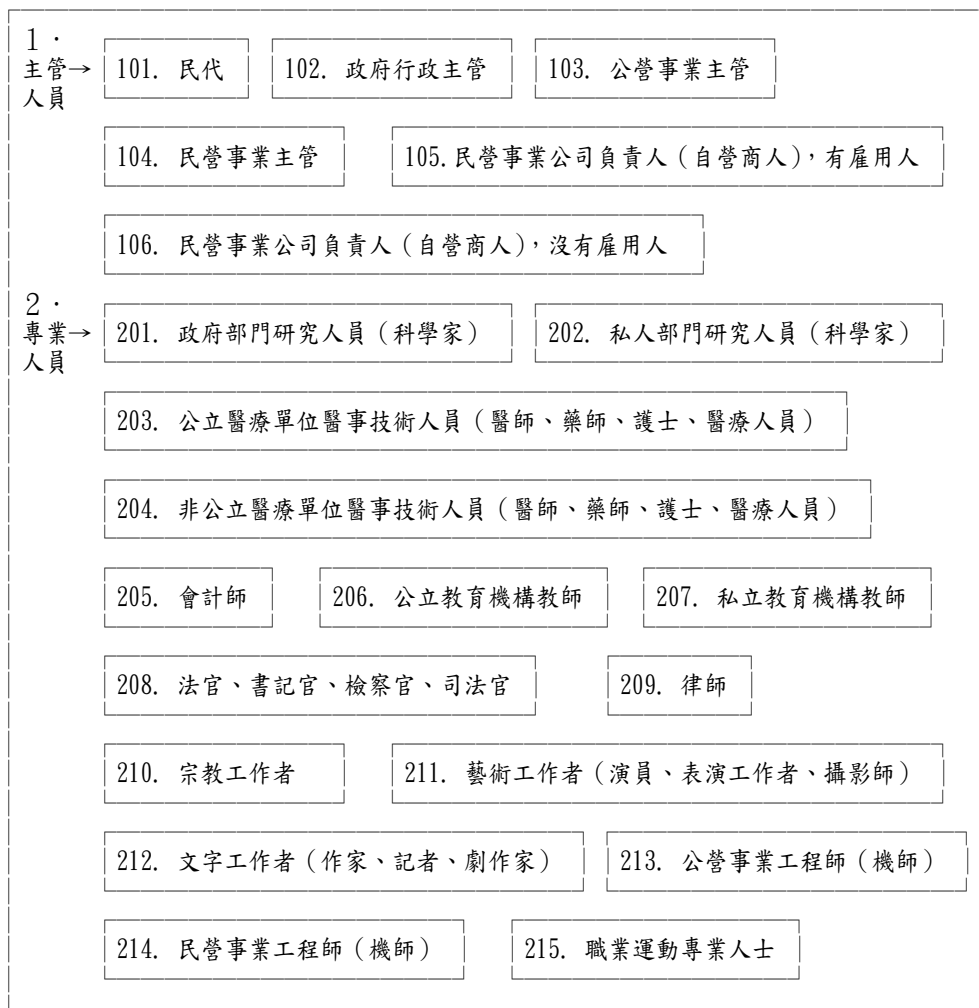 1.
主管→ 101. 民代 102. 政府行政主管 103. 公營事業主管
人員
104. 民營事業主管 105.民營事業公司負責人（自營商人），有雇用人
106. 民營事業公司負責人（自營商人），沒有雇用人
2.
專業→ 201. 政府部門研究人員（科學家） 202. 私人部門研究人員（科學家）
人員
203. 公立醫療單位醫事技術人員（醫師、藥師、護士、醫療人員）
204. 非公立醫療單位醫事技術人員（醫師、藥師、護士、醫療人員）
205. 會計師 206. 公立教育機構教師 207. 私立教育機構教師
208. 法官、書記官、檢察官、司法官 209. 律師
210. 宗教工作者 211. 藝術工作者（演員、表演工作者、攝影師）
212. 文字工作者（作家、記者、劇作家） 213. 公營事業工程師（機師）
214. 民營事業工程師（機師） 215. 職業運動專業人士